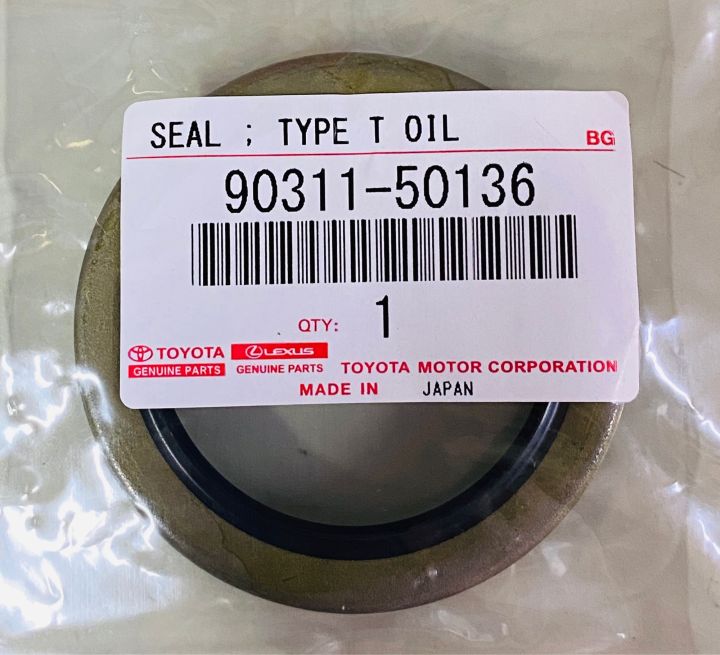 SEAL ; TYPE T OIL BG
90311-50136
QTY: 1
TOYOTA LEXUS
GENUINE PARTS GENUINE PARTS TOYOTA MOTOR CORPORATION
MADE IN JAPAN